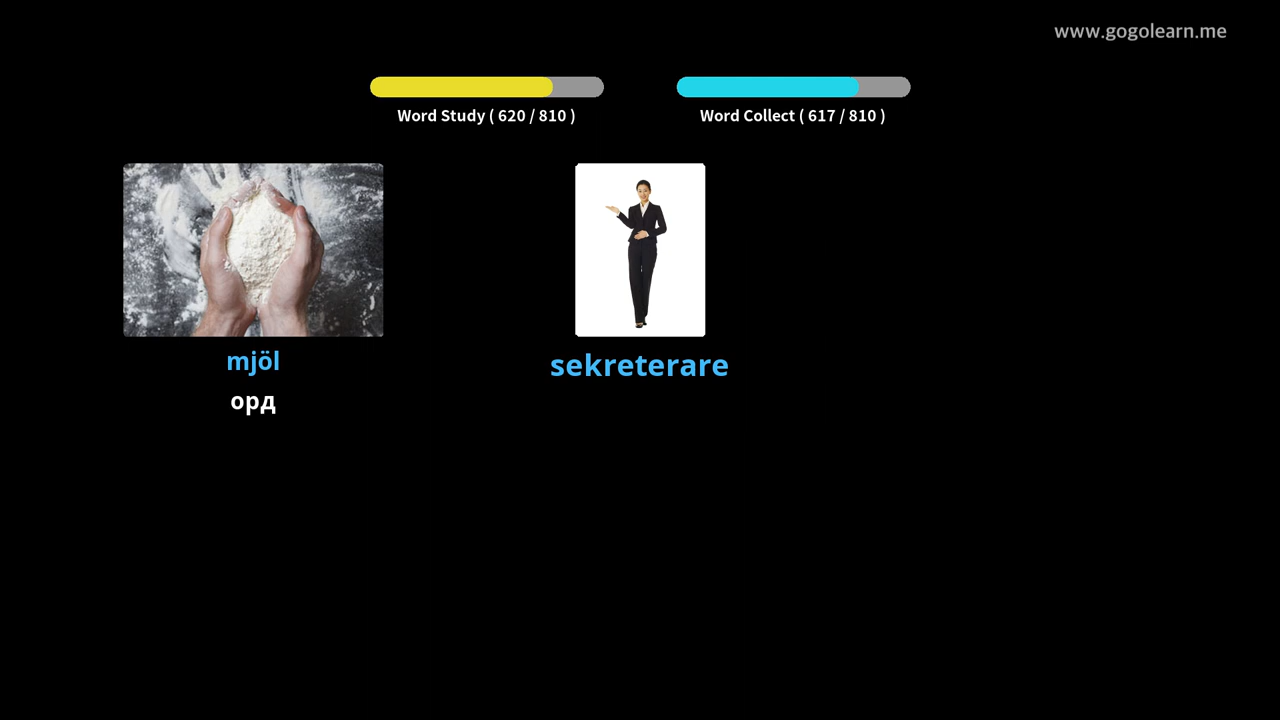 www.gogolearn.me
Word Study ( 620 / 810 )
Word Collect ( 617 / 810 )
mjöl
орд
sekreterare